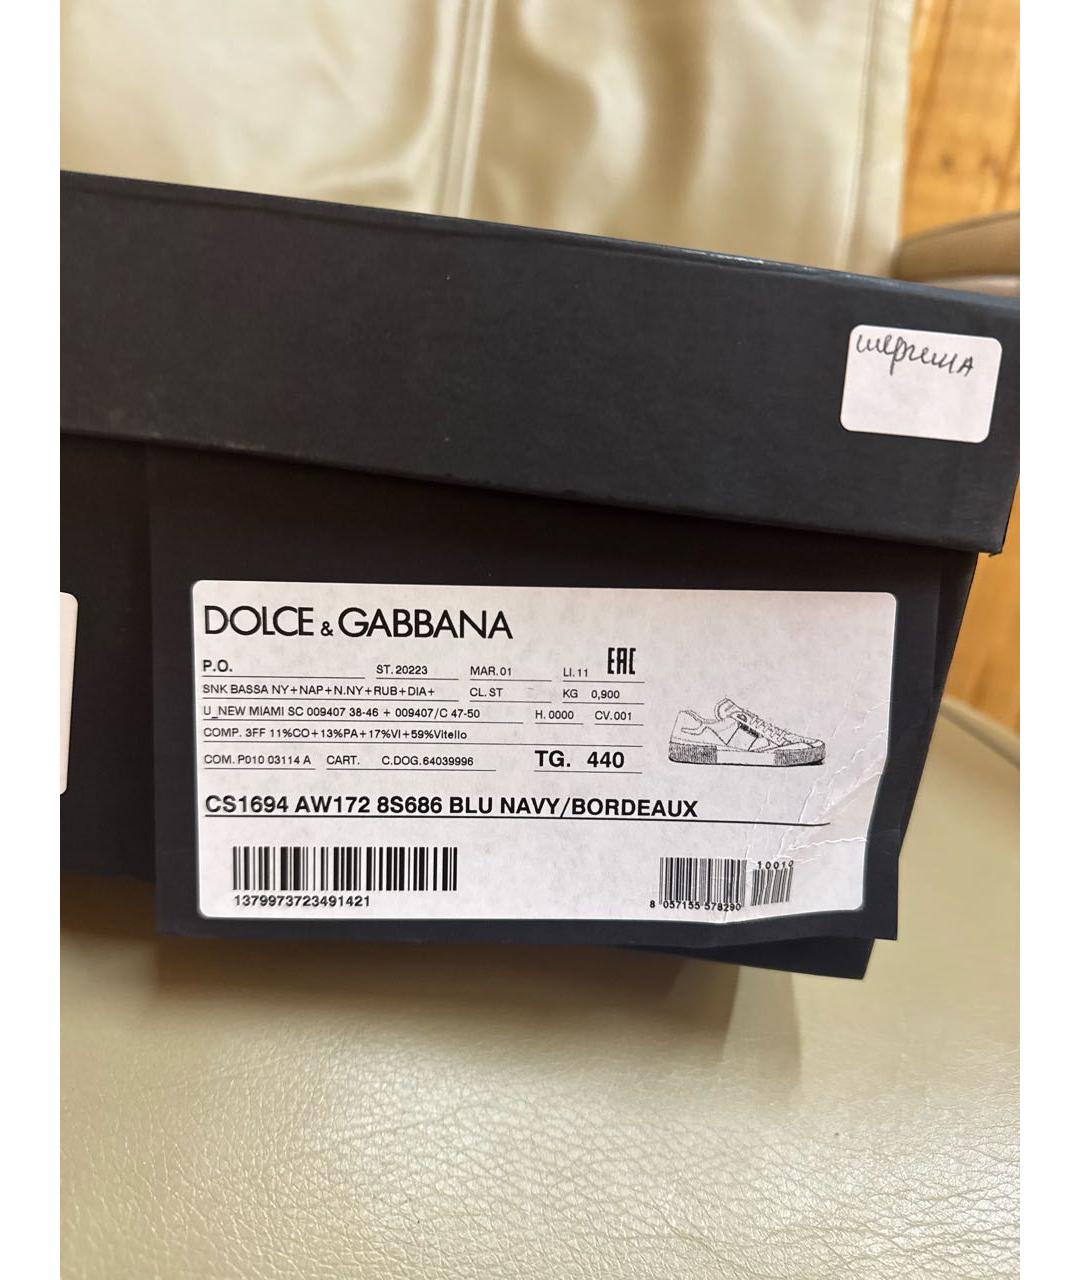 DOLCE & GABBANA
P.O. ST. 20223 MAR. 01 LI. 11 EAC
SNK BASSA NY+NAP+N.NY+RUB+DIA+ CL. ST KG 0,900
U_NEW MIAMI SC 009407 38-46 + 009407/C 47-50 H. 0000 CV. 001
COMP. 3FF 11%CO+13%PA+17%VI+59%Vitello
COM. P010 03114 A CART. C.DOG.64039996 TG. 440
CS1694 AW172 8S686 BLU NAVY/BORDEAUX
10010
1379973723491421
8 057155 578290